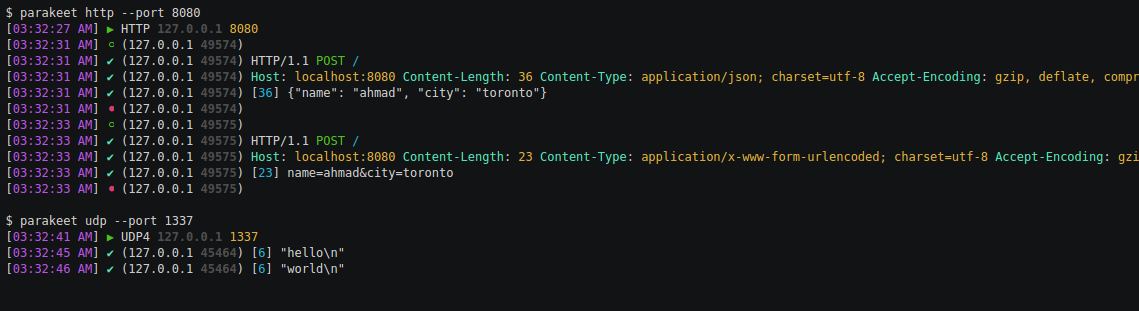 $ parakeet http --port 8080
[03:32:27 AM] ▶ HTTP 127.0.0.1 8080
[03:32:31 AM] ○ (127.0.0.1 49574)
[03:32:31 AM] ✔ (127.0.0.1 49574) HTTP/1.1 POST /
[03:32:31 AM] ✔ (127.0.0.1 49574) Host: localhost:8080 Content-Length: 36 Content-Type: application/json; charset=utf-8 Accept-Encoding: gzip, deflate, compr
[03:32:31 AM] ✔ (127.0.0.1 49574) [36] {"name": "ahmad", "city": "toronto"}
[03:32:31 AM] ● (127.0.0.1 49574)
[03:32:33 AM] ○ (127.0.0.1 49575)
[03:32:33 AM] ✔ (127.0.0.1 49575) HTTP/1.1 POST /
[03:32:33 AM] ✔ (127.0.0.1 49575) Host: localhost:8080 Content-Length: 23 Content-Type: application/x-www-form-urlencoded; charset=utf-8 Accept-Encoding: gzi
[03:32:33 AM] ✔ (127.0.0.1 49575) [23] name=ahmad&city=toronto
[03:32:33 AM] ● (127.0.0.1 49575)
$ parakeet udp --port 1337
[03:32:41 AM] ▶ UDP4 127.0.0.1 1337
[03:32:45 AM] ✔ (127.0.0.1 45464) [6] "hello\n"
[03:32:46 AM] ✔ (127.0.0.1 45464) [6] "world\n"